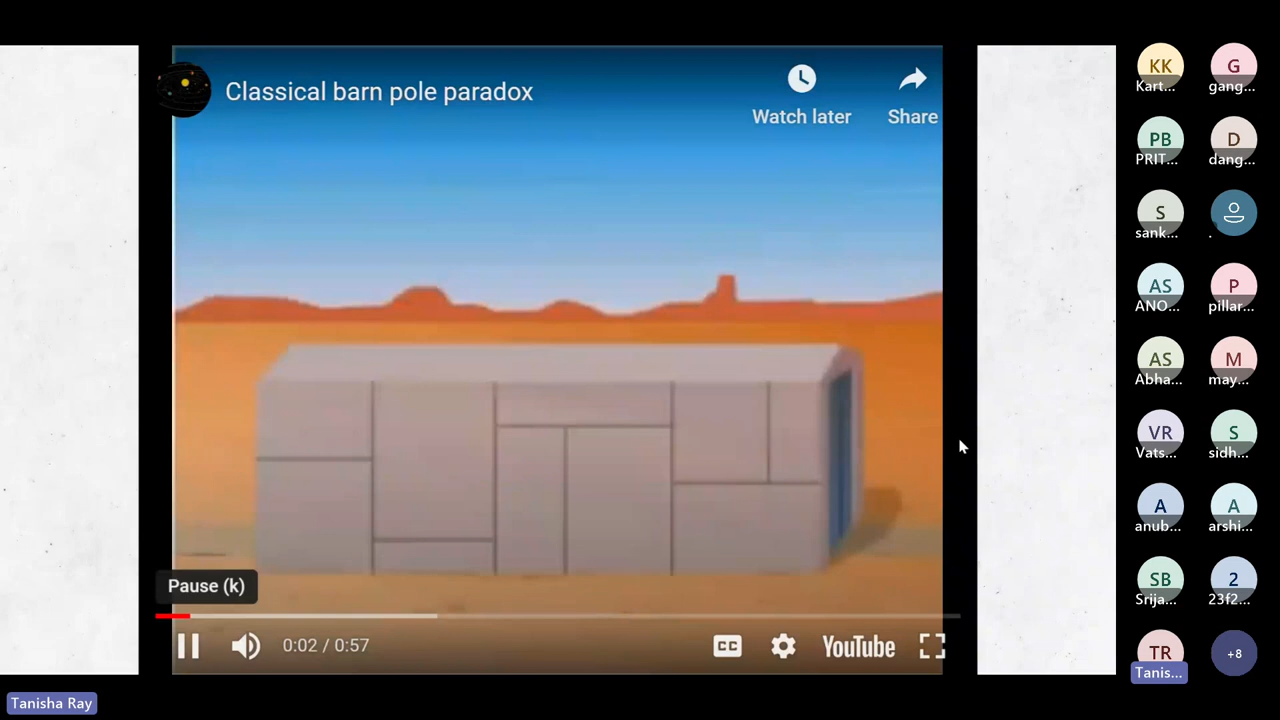 Classical barn pole paradox
Watch later
Share
Pause (k)
0:02 / 0:57
CC
YouTube
KK
Kart...
G
gang...
PB
PRIT...
D
dang...
S
sank...
.
AS
ANO...
P
pillar...
AS
Abha...
M
may...
VR
Vats...
S
sidh...
A
anub...
A
arshi...
SB
Srija...
2
23f2...
TR
Tanis...
+8
Tanisha Ray